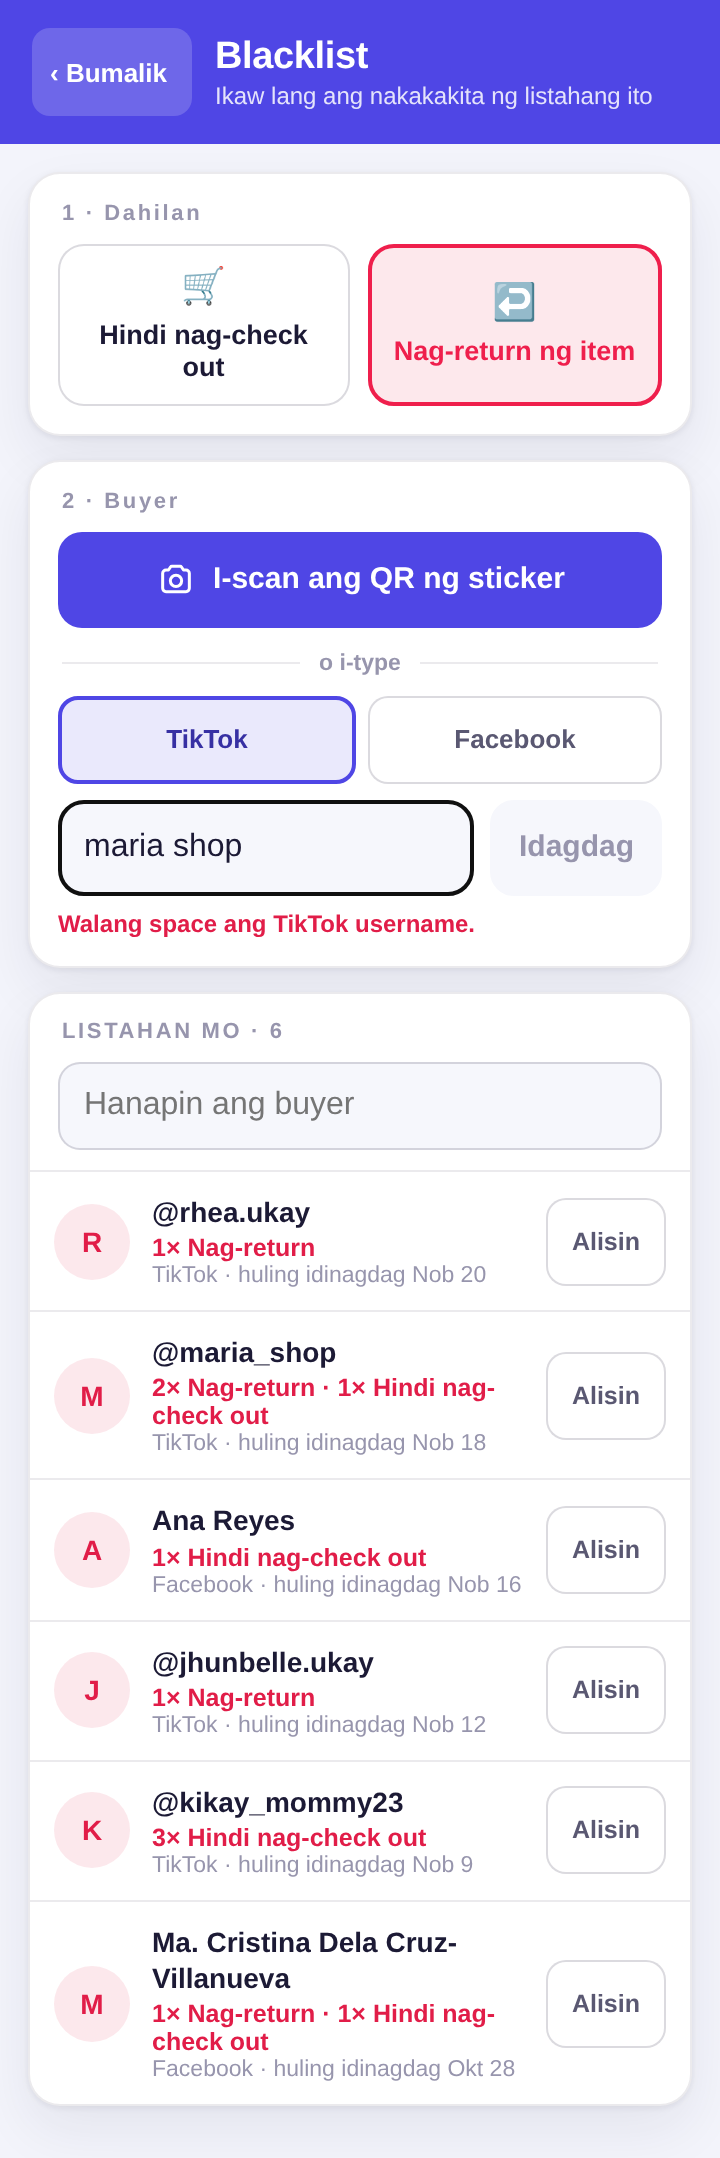 ‹ Bumalik
Blacklist
Ikaw lang ang nakakakita ng listahang ito
1 · Dahilan
Hindi nag-check
out
Nag-return ng item
2 · Buyer
I-scan ang QR ng sticker
o i-type
TikTok
Facebook
maria shop
Idagdag
Walang space ang TikTok username.
LISTAHAN MO · 6
Hanapin ang buyer
R
@rhea.ukay
1× Nag-return
TikTok · huling idinagdag Nob 20
Alisin
M
@maria_shop
2× Nag-return · 1× Hindi nag-
check out
TikTok · huling idinagdag Nob 18
Alisin
A
Ana Reyes
1× Hindi nag-check out
Facebook · huling idinagdag Nob 16
Alisin
J
@jhunbelle.ukay
1× Nag-return
TikTok · huling idinagdag Nob 12
Alisin
K
@kikay_mommy23
3× Hindi nag-check out
TikTok · huling idinagdag Nob 9
Alisin
M
Ma. Cristina Dela Cruz-
Villanueva
1× Nag-return · 1× Hindi nag-
check out
Facebook · huling idinagdag Okt 28
Alisin